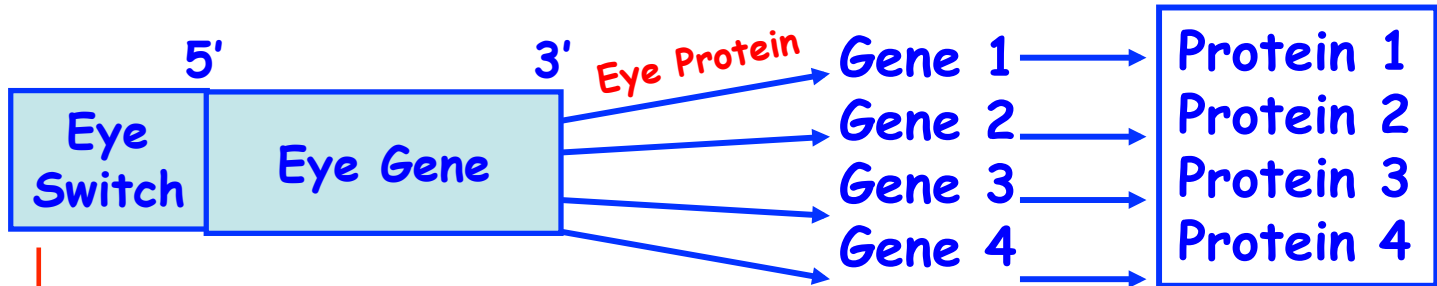 5' 3'
Eye Protein
Eye
Switch
Eye Gene
Gene 1
Gene 2
Gene 3
Gene 4
Protein 1
Protein 2
Protein 3
Protein 4